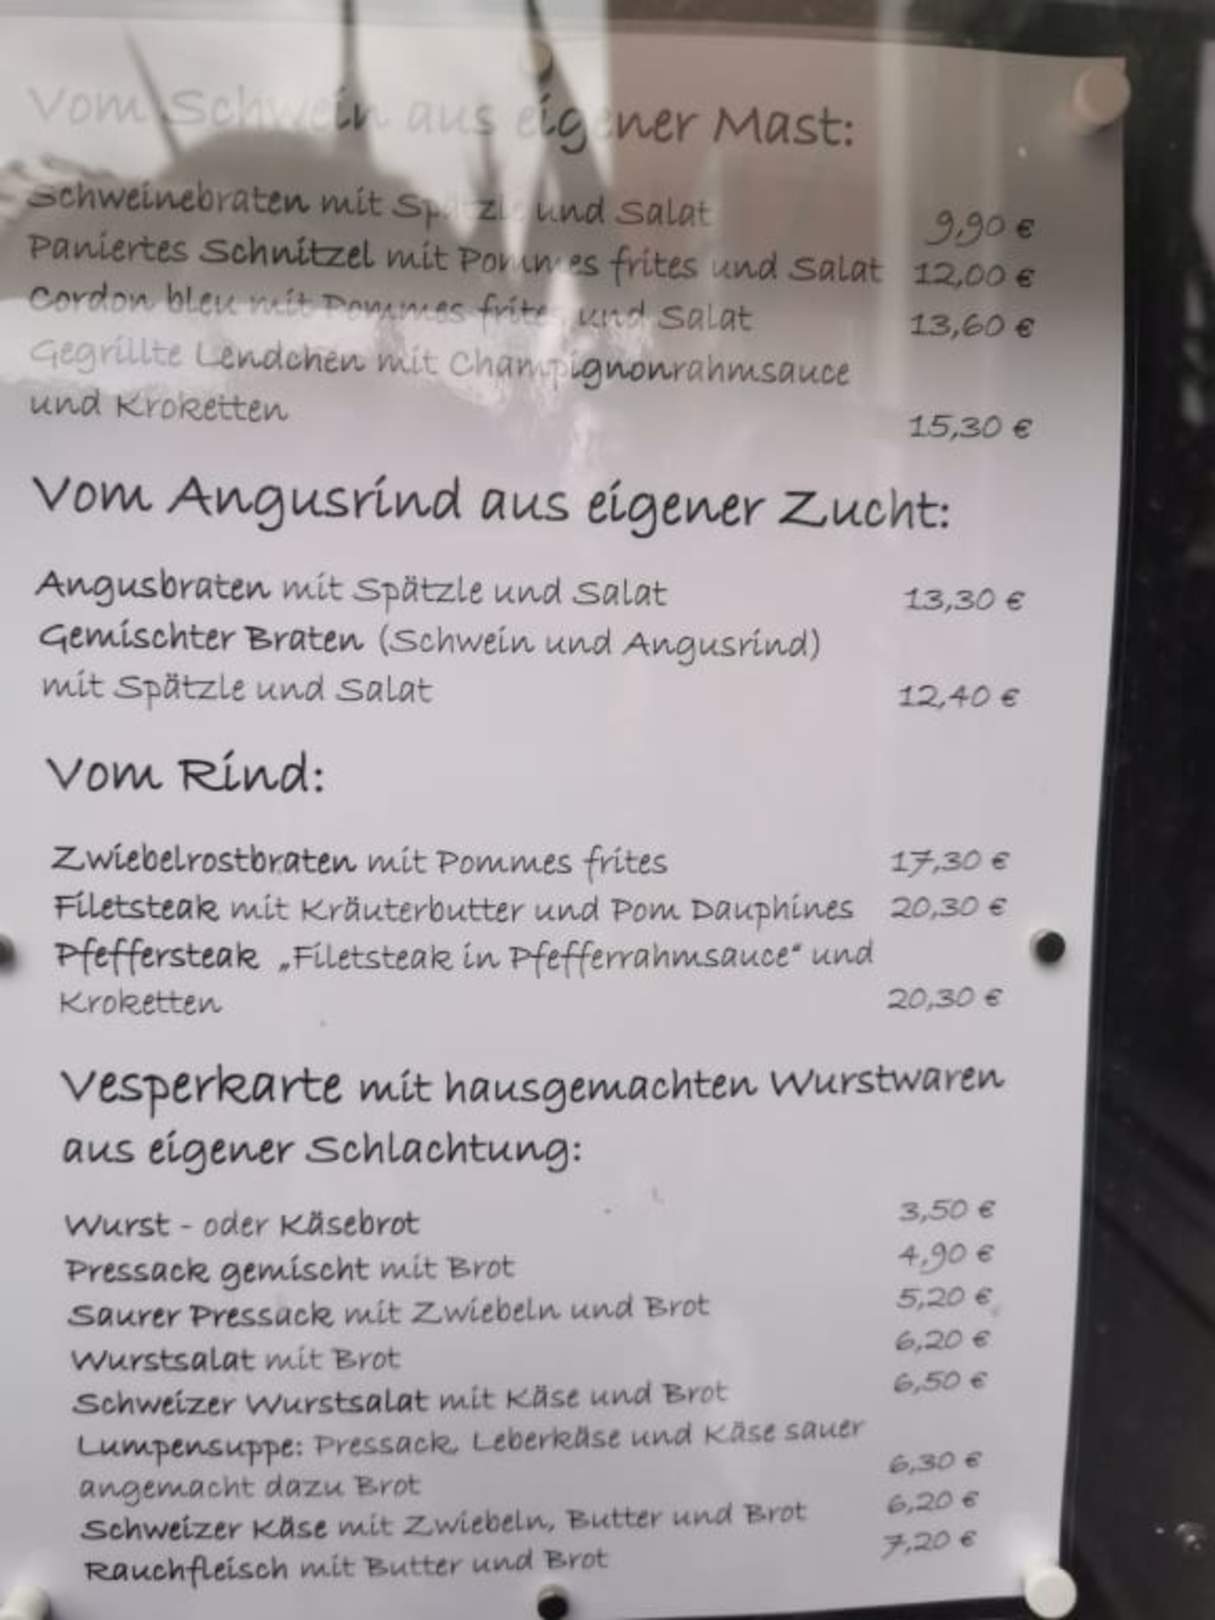 Vom Schwein aus eigener Mast:
Schweinebraten mit Spätzle und Salat 9,90 €
Paniertes Schnitzel mit Pommes frites und Salat 12,00 €
Cordon bleu mit Pommes frites und Salat 13,60 €
Gegrillte Lendchen mit Champignonrahmsauce
und Kroketten 15,30 €
Vom Angusrind aus eigener Zucht:
Angusbraten mit Spätzle und Salat 13,30 €
Gemischter Braten (Schwein und Angusrind)
mit Spätzle und Salat 12,40 €
Vom Rind:
Zwiebelrostbraten mit Pommes frites 17,30 €
Filetsteak mit Kräuterbutter und Pom Dauphines 20,30 €
Pfeffersteak „Filetsteak in Pfefferrahmsauce“ und
Kroketten 20,30 €
Vesperkarte mit hausgemachten Wurstwaren
aus eigener Schlachtung:
Wurst - oder Käsebrot 3,50 €
Pressack gemischt mit Brot 4,90 €
Saurer Pressack mit Zwiebeln und Brot 5,20 €
Wurstsalat mit Brot 6,20 €
Schweizer Wurstsalat mit Käse und Brot 6,50 €
Lumpensuppe: Pressack, Leberkäse und Käse sauer
angemacht dazu Brot 6,30 €
Schweizer Käse mit Zwiebeln, Butter und Brot 6,20 €
Rauchfleisch mit Butter und Brot 7,20 €